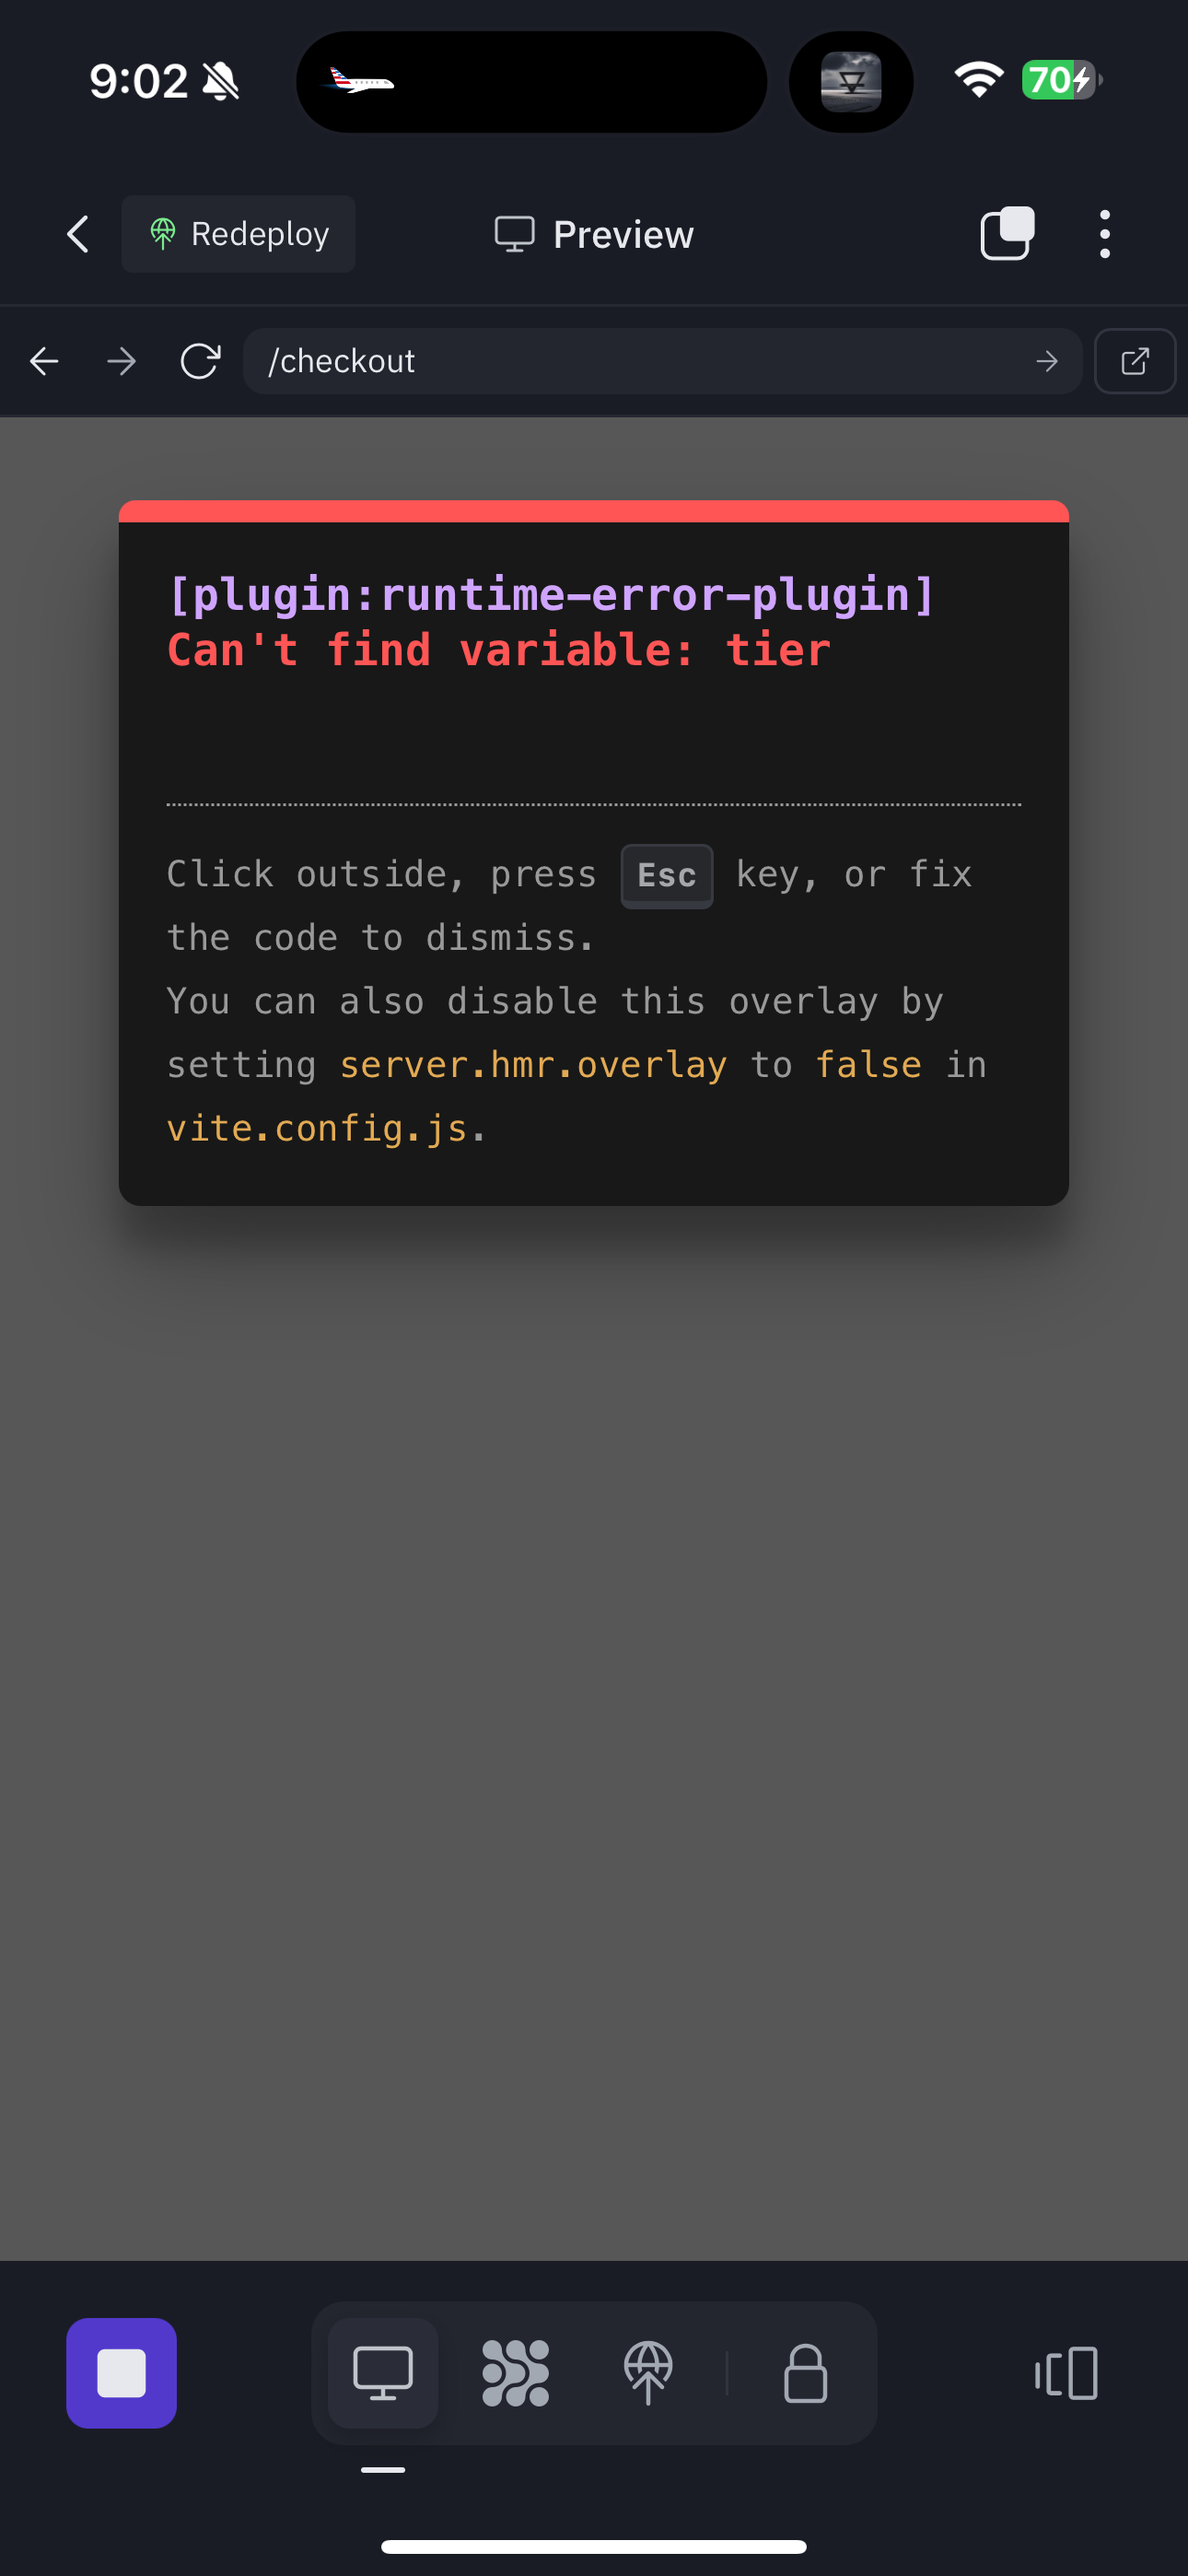 9:02
70
Redeploy
Preview
/checkout
[plugin:runtime-error-plugin]
Can't find variable: tier
Click outside, press Esc key, or fix
the code to dismiss.
You can also disable this overlay by
setting server.hmr.overlay to false in
vite.config.js.